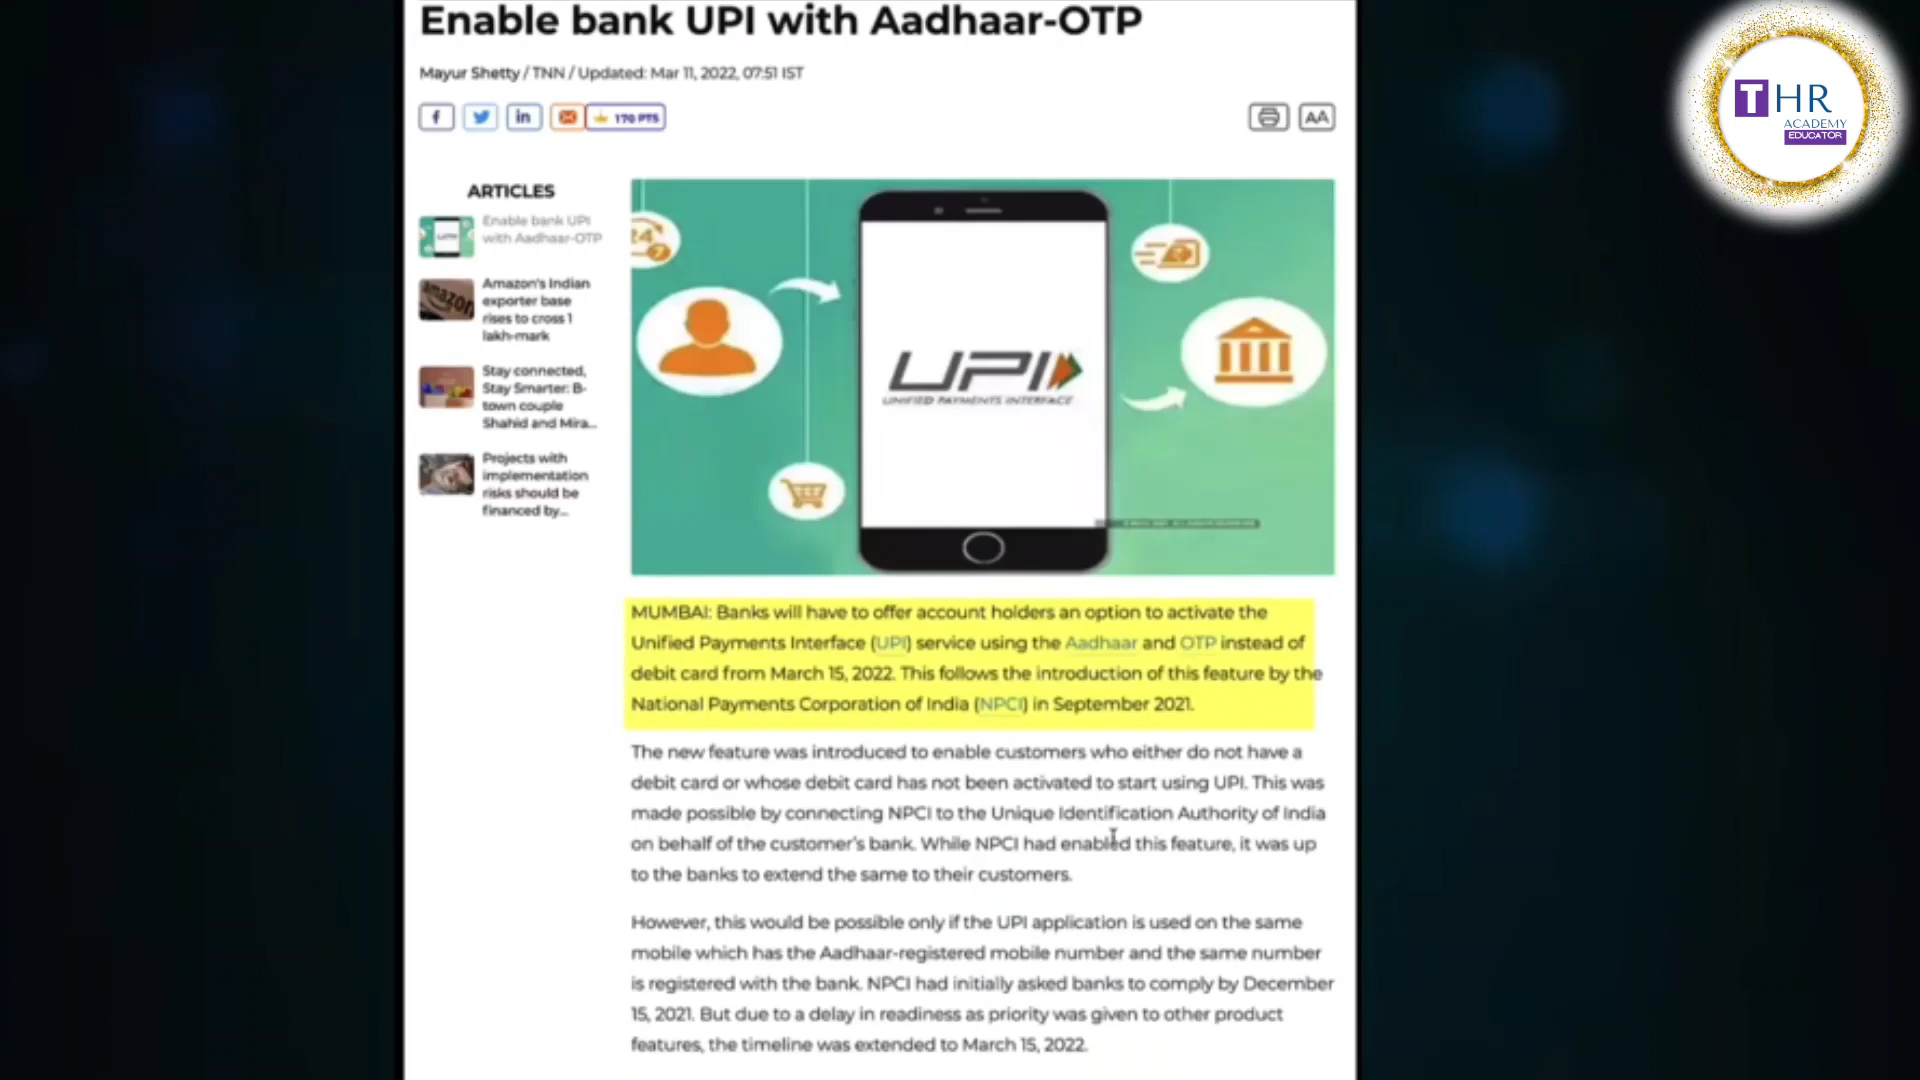 Enable bank UPI with Aadhaar-OTP
Mayur Shetty / TNN / Updated: Mar 11, 2022, 07:51 IST
f
in
170 PTS
AA
THR
ACADEMY
EDUCATOR
ARTICLES
Enable bank UPI
with Aadhaar-OTP
Amazon's Indian
exporter base
rises to cross 1
lakh-mark
Stay connected,
Stay Smarter: B-
town couple
Shahid and Mira...
Projects with
implementation
risks should be
financed by...
amazon
24
7
UPI
UNIFIED PAYMENTS INTERFACE
MUMBAI: Banks will have to offer account holders an option to activate the
Unified Payments Interface (UPI) service using the Aadhaar and OTP instead of
debit card from March 15, 2022. This follows the introduction of this feature by the
National Payments Corporation of India (NPCI) in September 2021.
The new feature was introduced to enable customers who either do not have a
debit card or whose debit card has not been activated to start using UPI. This was
made possible by connecting NPCI to the Unique Identification Authority of India
on behalf of the customer's bank. While NPCI had enabled this feature, it was up
to the banks to extend the same to their customers.
However, this would be possible only if the UPI application is used on the same
mobile which has the Aadhaar-registered mobile number and the same number
is registered with the bank. NPCI had initially asked banks to comply by December
15, 2021. But due to a delay in readiness as priority was given to other product
features, the timeline was extended to March 15, 2022.